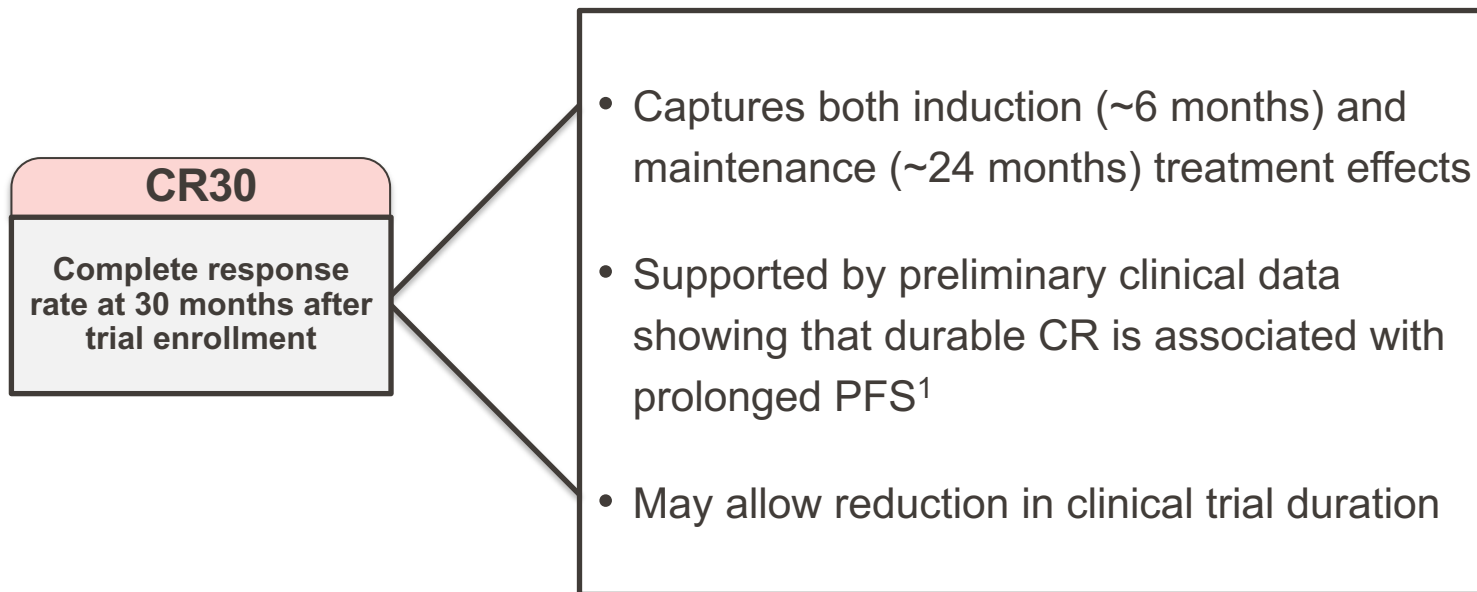 CR30
Complete response
rate at 30 months after
trial enrollment
• Captures both induction (~6 months) and
maintenance (~24 months) treatment effects
• Supported by preliminary clinical data
showing that durable CR is associated with
prolonged PFS¹
• May allow reduction in clinical trial duration